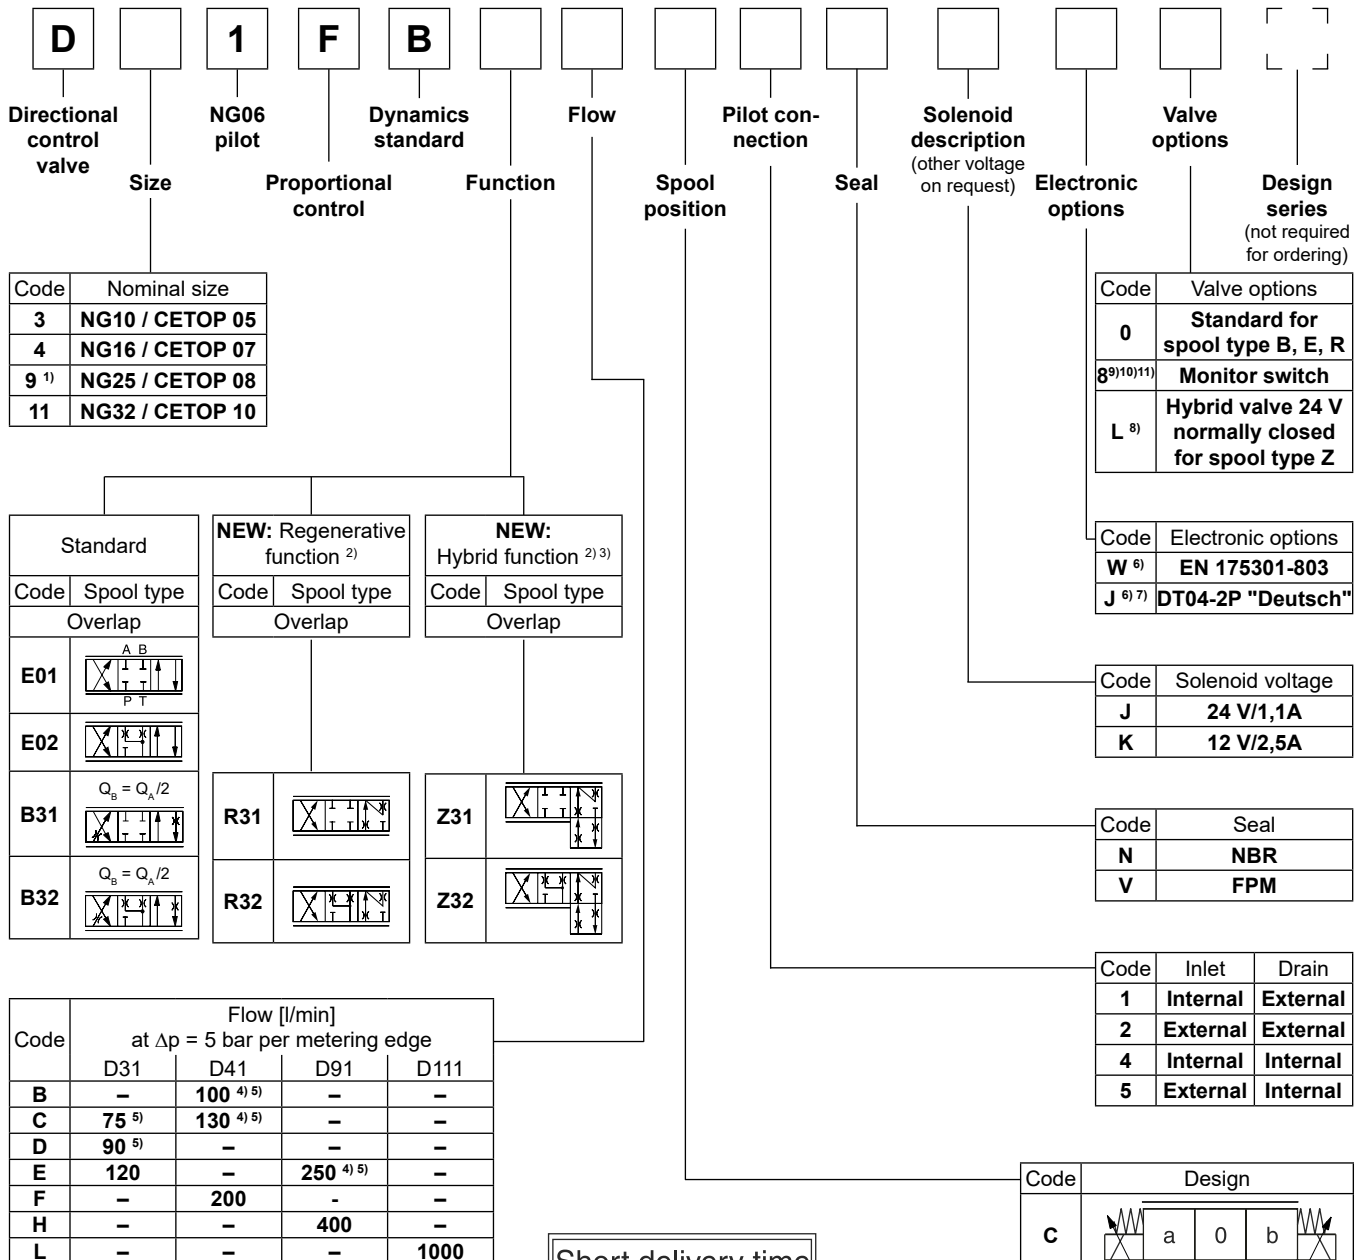 D 1 F B
Directional
control
valve
Size
NG06
pilot
Proportional
control
Dynamics
standard
Function
Flow
Spool
position
Pilot con-
nection
Seal
Solenoid
description
(other voltage
on request)
Electronic
options
Valve
options
Design
series
(not required
for ordering)
Code Nominal size
3 NG10 / CETOP 05
4 NG16 / CETOP 07
9 1) NG25 / CETOP 08
11 NG32 / CETOP 10
Code Valve options
0 Standard for
spool type B, E, R
8 9)10)11) Monitor switch
L 8) Hybrid valve 24 V
normally closed
for spool type Z
Standard
Code Spool type
Overlap
E01 A B
P T
E02
B31 QB = QA/2
B32 QB = QA/2
NEW: Regenerative
function 2)
Code Spool type
Overlap
R31
R32
NEW:
Hybrid function 2) 3)
Code Spool type
Overlap
Z31
Z32
Code Electronic options
W 6) EN 175301-803
J 6) 7) DT04-2P "Deutsch"
Code Solenoid voltage
J 24 V/1,1A
K 12 V/2,5A
Code Seal
N NBR
V FPM
Code Inlet Drain
1 Internal External
2 External External
4 Internal Internal
5 External Internal
Code Flow [l/min]
at Δp = 5 bar per metering edge
D31 D41 D91 D111
B – 100 4) 5) – –
C 75 5) 130 4) 5) – –
D 90 5) – – –
E 120 – 250 4) 5) –
F – 200 - –
H – – 400 –
L – – – 1000
Short delivery time
Code Design
C a 0 b